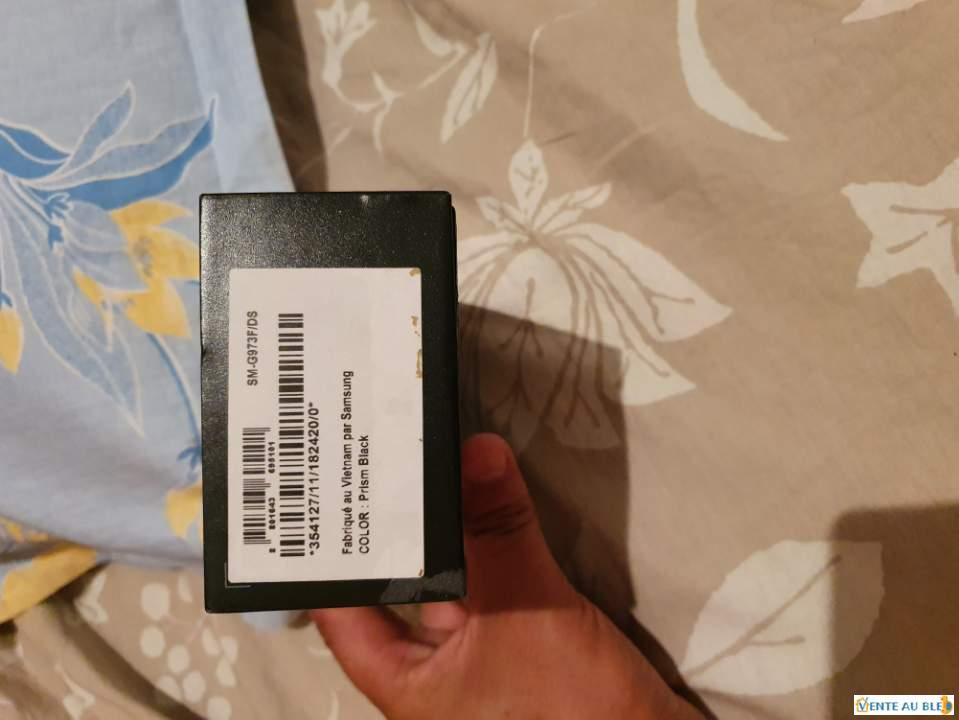 SM-G973F/DS
8 801643 695101
*354127/11/182420/0*
Fabriqué au Vietnam par Samsung
COLOR : Prism Black
VENTE AU BLED